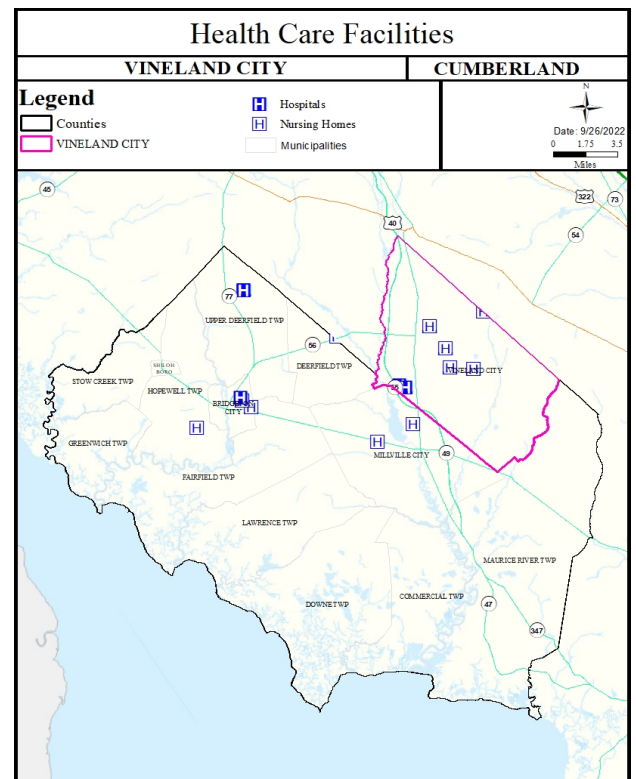 Health Care Facilities
VINELAND CITY
CUMBERLAND
Legend
Counties
VINELAND CITY
H Hospitals
H Nursing Homes
Municipalities
N
Date: 9/26/2022
0 1.75 3.5
Miles
45
40
322
73
54
77
H
UPPER DEERFIELD TWP
H
H
56
DEERFIELD TWP
H
SHILOH
BORO
STOW CREEK TWP
H
H
VINELAND CITY
HOPEWELL TWP
H
H
CITY
H
H
H
H
GREENWICH TWP
MILLVILLE CITY
49
FAIRFIELD TWP
LAWRENCE TWP
MAURICE RIVER TWP
DOWNE TWP
COMMERCIAL TWP
47
347